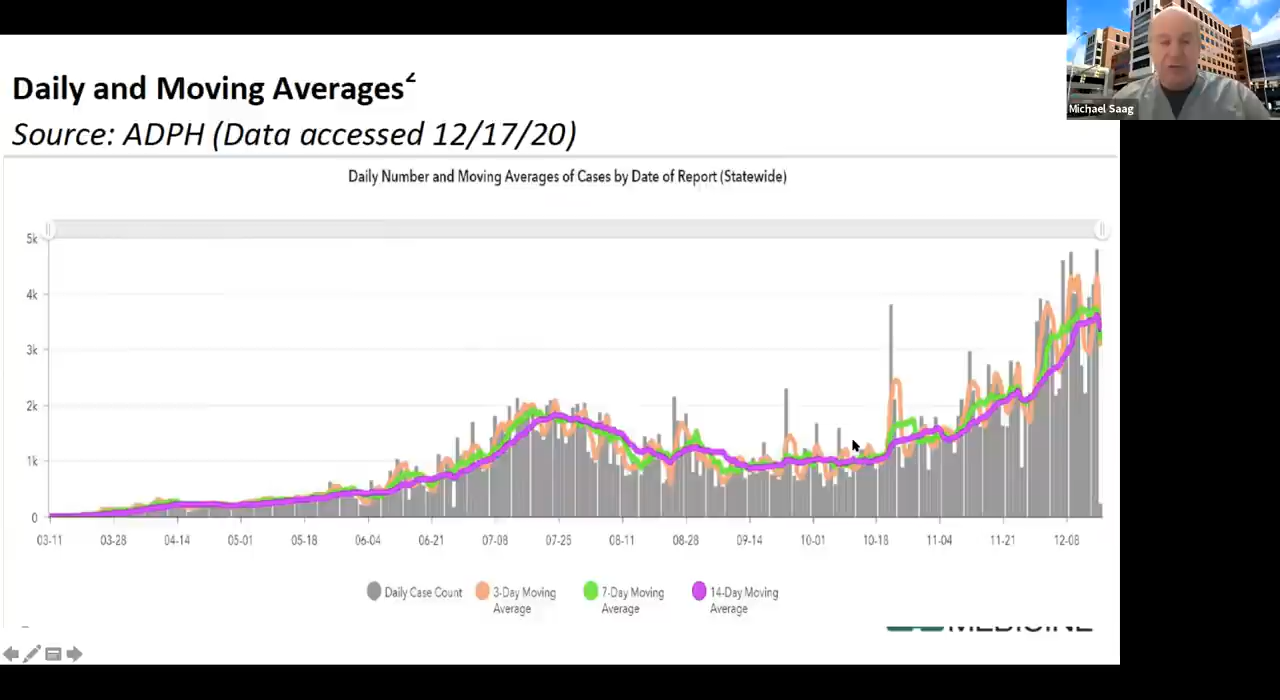 Michael Saag
Daily and Moving Averages²
Source: ADPH (Data accessed 12/17/20)
Daily Number and Moving Averages of Cases by Date of Report (Statewide)
5k
4k
3k
2k
1k
0
03-11 03-28 04-14 05-01 05-18 06-04 06-21 07-08 07-25 08-11 08-28 09-14 10-01 10-18 11-04 11-21 12-08
Daily Case Count 3-Day Moving 7-Day Moving 14-Day Moving
Average Average Average
MEDICINE